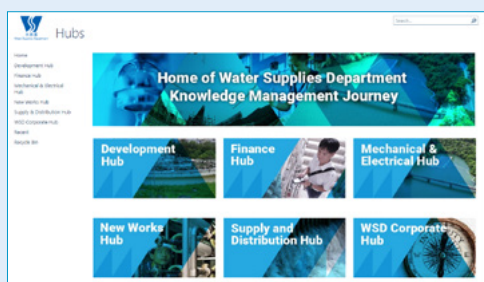 Hubs
Search...
Home
Development Hub
Finance Hub
Mechanical & Electrical
Hub
New Works Hub
Supply & Distribution Hub
WSD Corporate Hub
Recent
Recycle Bin
Home of Water Supplies Department
Knowledge Management Journey
Development
Hub
Finance
Hub
Mechanical &
Electrical Hub
New Works
Hub
Supply and
Distribution Hub
WSD Corporate
Hub